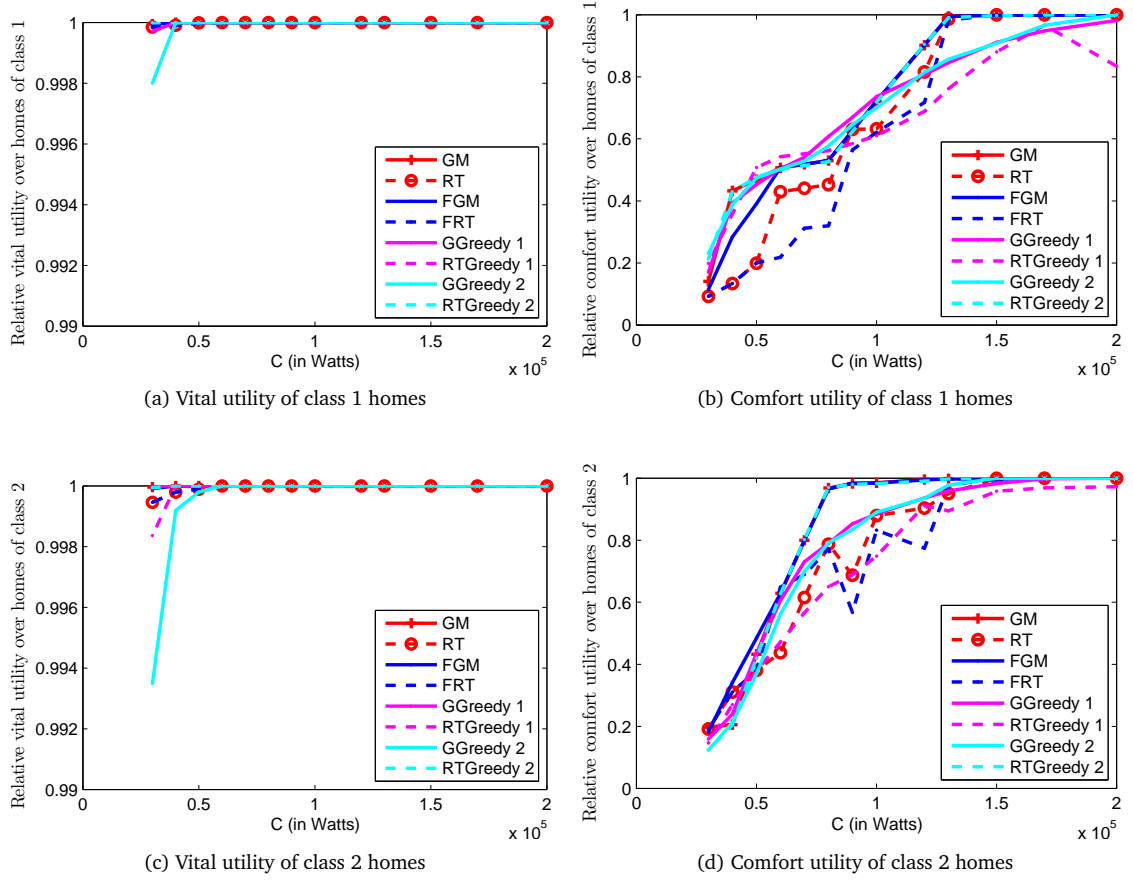 Relative vital utility over homes of class 1
1
0.998
0.996
0.994
0.992
0.99
0
0.5
1
1.5
2
x 10^5
C (in Watts)
GM
RT
FGM
FRT
GGreedy 1
RTGreedy 1
GGreedy 2
RTGreedy 2
(a) Vital utility of class 1 homes
Relative comfort utility over homes of class 1
1
0.8
0.6
0.4
0.2
0
0
0.5
1
1.5
2
x 10^5
C (in Watts)
GM
RT
FGM
FRT
GGreedy 1
RTGreedy 1
GGreedy 2
RTGreedy 2
(b) Comfort utility of class 1 homes
Relative vital utility over homes of class 2
1
0.998
0.996
0.994
0.992
0.99
0
0.5
1
1.5
2
x 10^5
C (in Watts)
GM
RT
FGM
FRT
GGreedy 1
RTGreedy 1
GGreedy 2
RTGreedy 2
(c) Vital utility of class 2 homes
Relative comfort utility over homes of class 2
1
0.8
0.6
0.4
0.2
0
0
0.5
1
1.5
2
x 10^5
C (in Watts)
GM
RT
FGM
FRT
GGreedy 1
RTGreedy 1
GGreedy 2
RTGreedy 2
(d) Comfort utility of class 2 homes